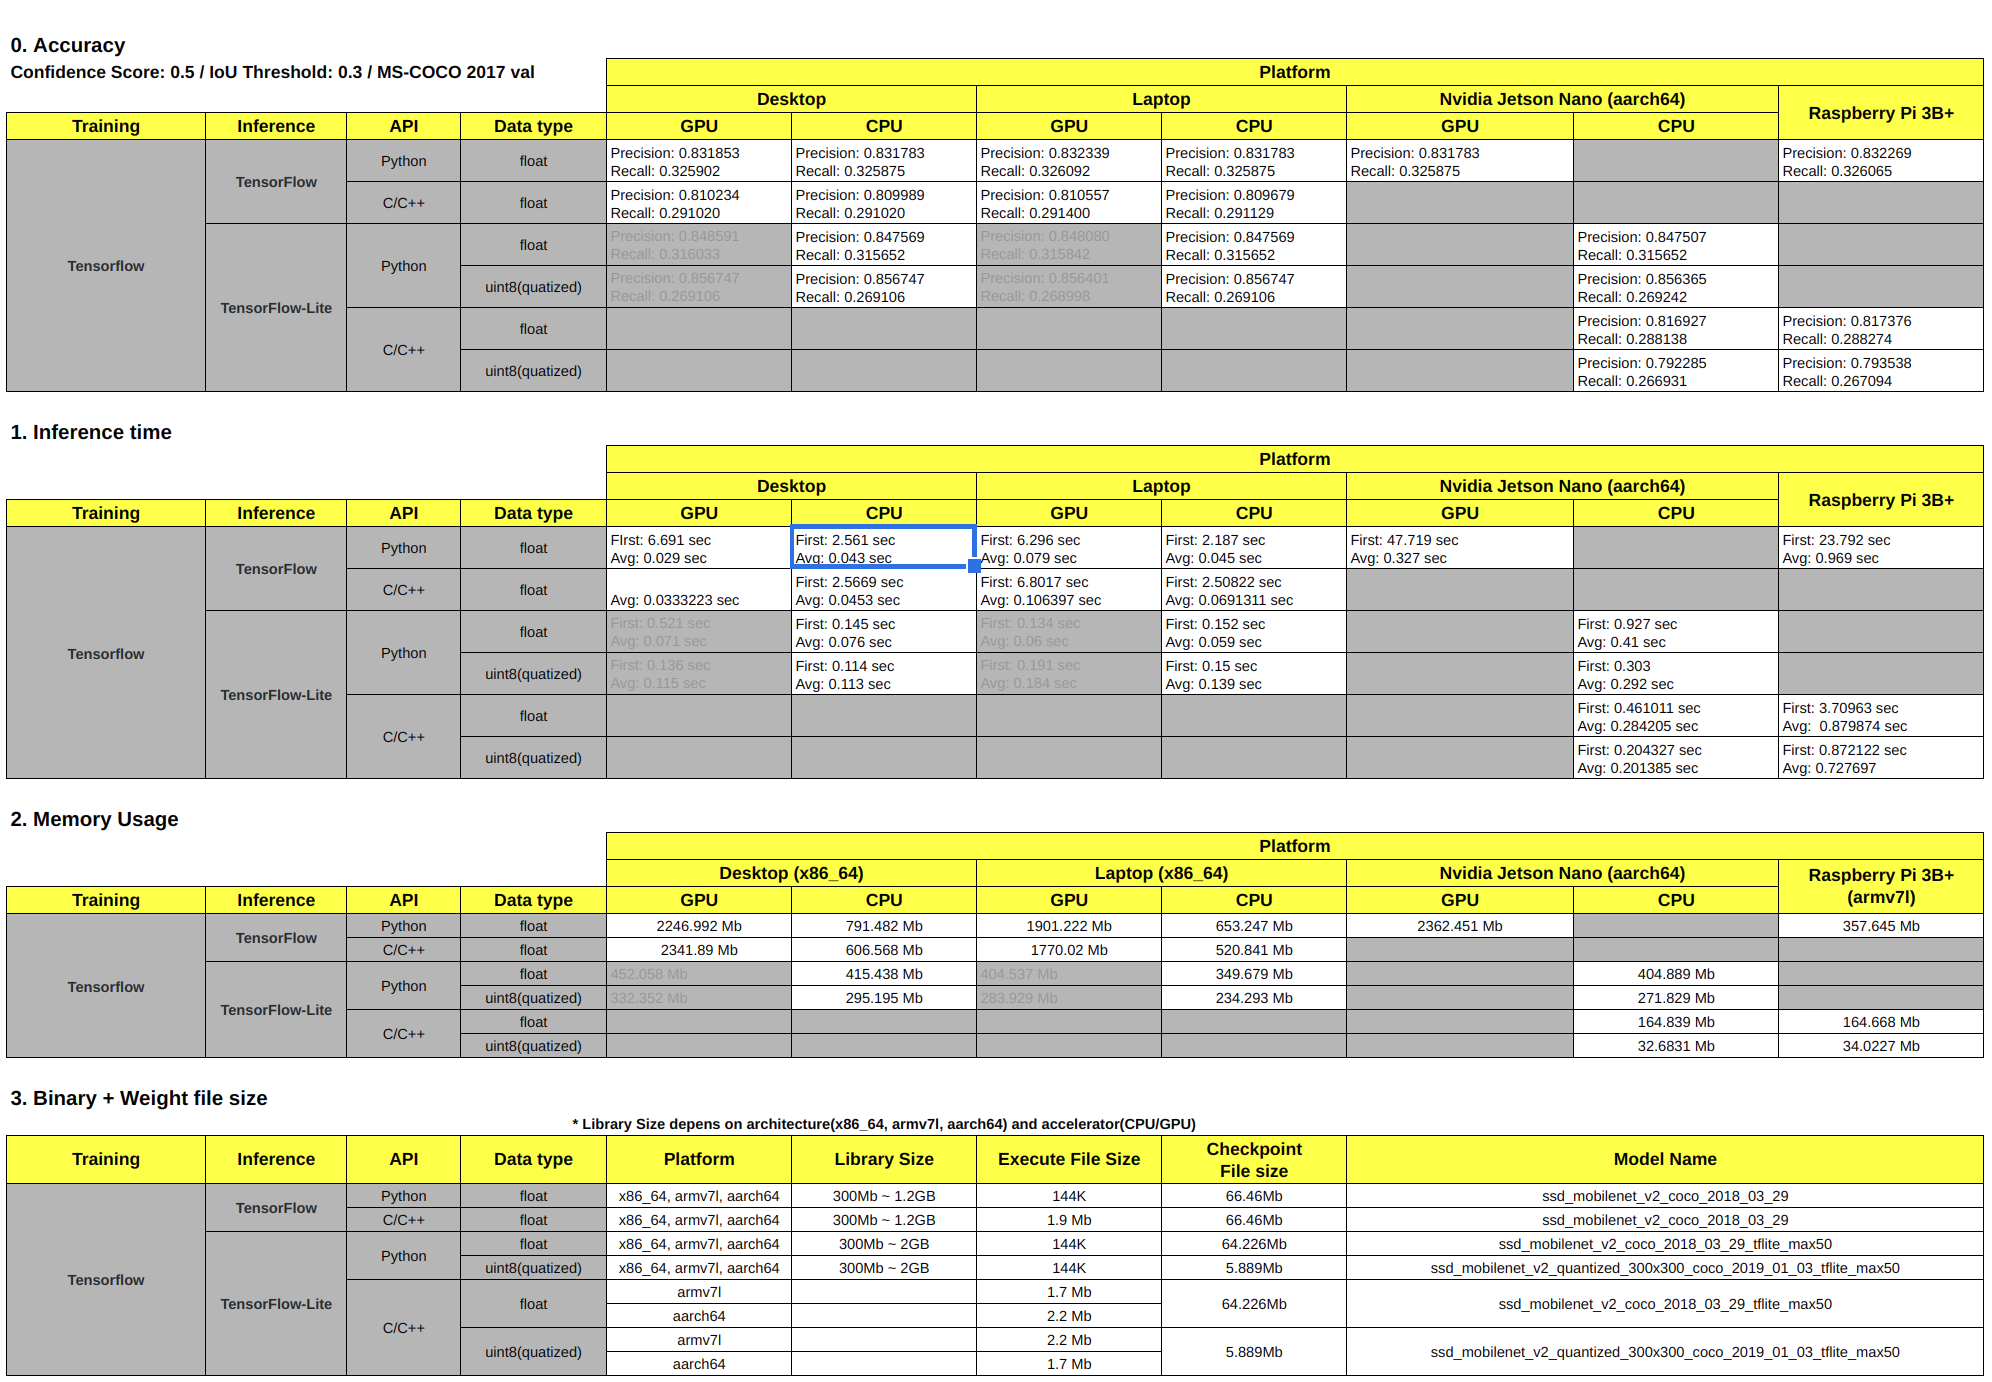 0. Accuracy
Confidence Score: 0.5 / IoU Threshold: 0.3 / MS-COCO 2017 val
Platform
Desktop Laptop Nvidia Jetson Nano (aarch64) Raspberry Pi 3B+
Training Inference API Data type GPU CPU GPU CPU GPU CPU
Tensorflow
TensorFlow
Python float
Precision: 0.831853 Precision: 0.831783 Precision: 0.832339 Precision: 0.831783 Precision: 0.831783 Precision: 0.832269
Recall: 0.325902 Recall: 0.325875 Recall: 0.326092 Recall: 0.325875 Recall: 0.325875 Recall: 0.326065
C/C++ float
Precision: 0.810234 Precision: 0.809989 Precision: 0.810557 Precision: 0.809679
Recall: 0.291020 Recall: 0.291020 Recall: 0.291400 Recall: 0.291129
TensorFlow-Lite
Python
float
Precision: 0.848591 Precision: 0.847569 Precision: 0.848080 Precision: 0.847569 Precision: 0.847507
Recall: 0.316033 Recall: 0.315652 Recall: 0.315842 Recall: 0.315652 Recall: 0.315652
uint8(quatized)
Precision: 0.856747 Precision: 0.856747 Precision: 0.856401 Precision: 0.856747 Precision: 0.856365
Recall: 0.269106 Recall: 0.269106 Recall: 0.268998 Recall: 0.269106 Recall: 0.269242
C/C++
float
Precision: 0.816927 Precision: 0.817376
Recall: 0.288138 Recall: 0.288274
uint8(quatized)
Precision: 0.792285 Precision: 0.793538
Recall: 0.266931 Recall: 0.267094
1. Inference time
Platform
Desktop Laptop Nvidia Jetson Nano (aarch64) Raspberry Pi 3B+
Training Inference API Data type GPU CPU GPU CPU GPU CPU
Tensorflow
TensorFlow
Python float
FIrst: 6.691 sec First: 2.561 sec First: 6.296 sec First: 2.187 sec First: 47.719 sec First: 23.792 sec
Avg: 0.029 sec Avg: 0.043 sec Avg: 0.079 sec Avg: 0.045 sec Avg: 0.327 sec Avg: 0.969 sec
C/C++ float
First: 2.5669 sec First: 6.8017 sec First: 2.50822 sec
Avg: 0.0333223 sec Avg: 0.0453 sec Avg: 0.106397 sec Avg: 0.0691311 sec
TensorFlow-Lite
Python
float
First: 0.521 sec First: 0.145 sec First: 0.134 sec First: 0.152 sec First: 0.927 sec
Avg: 0.071 sec Avg: 0.076 sec Avg: 0.06 sec Avg: 0.059 sec Avg: 0.41 sec
uint8(quatized)
First: 0.136 sec First: 0.114 sec First: 0.191 sec First: 0.15 sec First: 0.303
Avg: 0.115 sec Avg: 0.113 sec Avg: 0.184 sec Avg: 0.139 sec Avg: 0.292 sec
C/C++
float
First: 0.461011 sec First: 3.70963 sec
Avg: 0.284205 sec Avg:  0.879874 sec
uint8(quatized)
First: 0.204327 sec First: 0.872122 sec
Avg: 0.201385 sec Avg: 0.727697
2. Memory Usage
Platform
Desktop (x86_64) Laptop (x86_64) Nvidia Jetson Nano (aarch64) Raspberry Pi 3B+
(armv7l)
Training Inference API Data type GPU CPU GPU CPU GPU CPU
Tensorflow
TensorFlow
Python float 2246.992 Mb 791.482 Mb 1901.222 Mb 653.247 Mb 2362.451 Mb 357.645 Mb
C/C++ float 2341.89 Mb 606.568 Mb 1770.02 Mb 520.841 Mb
TensorFlow-Lite
Python
float 452.058 Mb 415.438 Mb 404.537 Mb 349.679 Mb 404.889 Mb
uint8(quatized) 332.352 Mb 295.195 Mb 283.929 Mb 234.293 Mb 271.829 Mb
C/C++
float 164.839 Mb 164.668 Mb
uint8(quatized) 32.6831 Mb 34.0227 Mb
3. Binary + Weight file size
* Library Size depens on architecture(x86_64, armv7l, aarch64) and accelerator(CPU/GPU)
Training Inference API Data type Platform Library Size Execute File Size Checkpoint Model Name
File size
Tensorflow
TensorFlow
Python float x86_64, armv7l, aarch64 300Mb ~ 1.2GB 144K 66.46Mb ssd_mobilenet_v2_coco_2018_03_29
C/C++ float x86_64, armv7l, aarch64 300Mb ~ 1.2GB 1.9 Mb 66.46Mb ssd_mobilenet_v2_coco_2018_03_29
TensorFlow-Lite
Python
float x86_64, armv7l, aarch64 300Mb ~ 2GB 144K 64.226Mb ssd_mobilenet_v2_coco_2018_03_29_tflite_max50
uint8(quatized) x86_64, armv7l, aarch64 300Mb ~ 2GB 144K 5.889Mb ssd_mobilenet_v2_quantized_300x300_coco_2019_01_03_tflite_max50
C/C++
float
armv7l 1.7 Mb
64.226Mb ssd_mobilenet_v2_coco_2018_03_29_tflite_max50
aarch64 2.2 Mb
uint8(quatized)
armv7l 2.2 Mb
5.889Mb ssd_mobilenet_v2_quantized_300x300_coco_2019_01_03_tflite_max50
aarch64 1.7 Mb